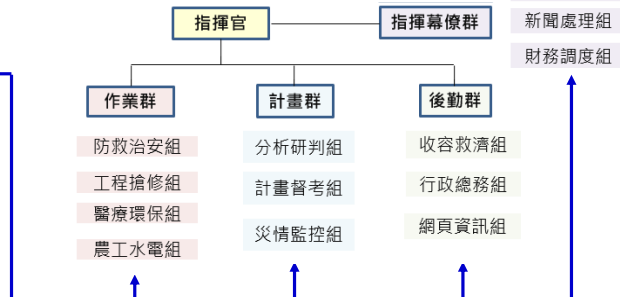 指揮官
指揮幕僚群
新聞處理組
財務調度組
作業群
計畫群
後勤群
防救治安組
工程搶修組
醫療環保組
農工水電組
分析研判組
計畫督考組
災情監控組
收容救濟組
行政總務組
網頁資訊組